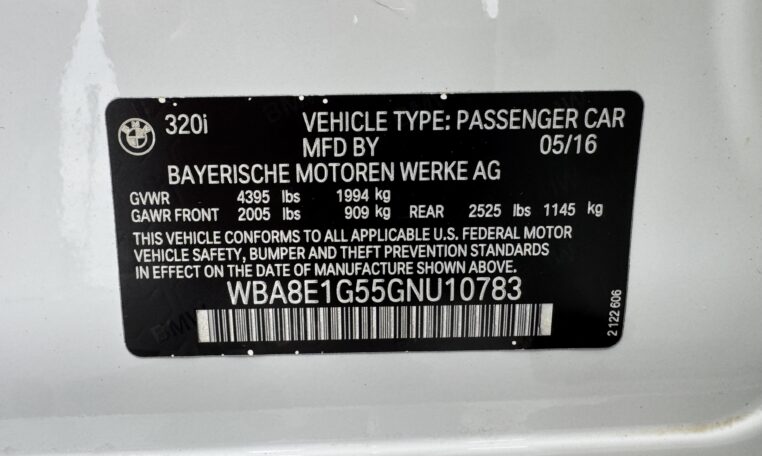 320i VEHICLE TYPE: PASSENGER CAR
MFD BY 05/16
BAYERISCHE MOTOREN WERKE AG
GVWR 4395 lbs 1994 kg
GAWR FRONT 2005 lbs 909 kg REAR 2525 lbs 1145 kg
THIS VEHICLE CONFORMS TO ALL APPLICABLE U.S. FEDERAL MOTOR
VEHICLE SAFETY, BUMPER AND THEFT PREVENTION STANDARDS
IN EFFECT ON THE DATE OF MANUFACTURE SHOWN ABOVE.
WBA8E1G55GNU10783
2 122 606
BMW